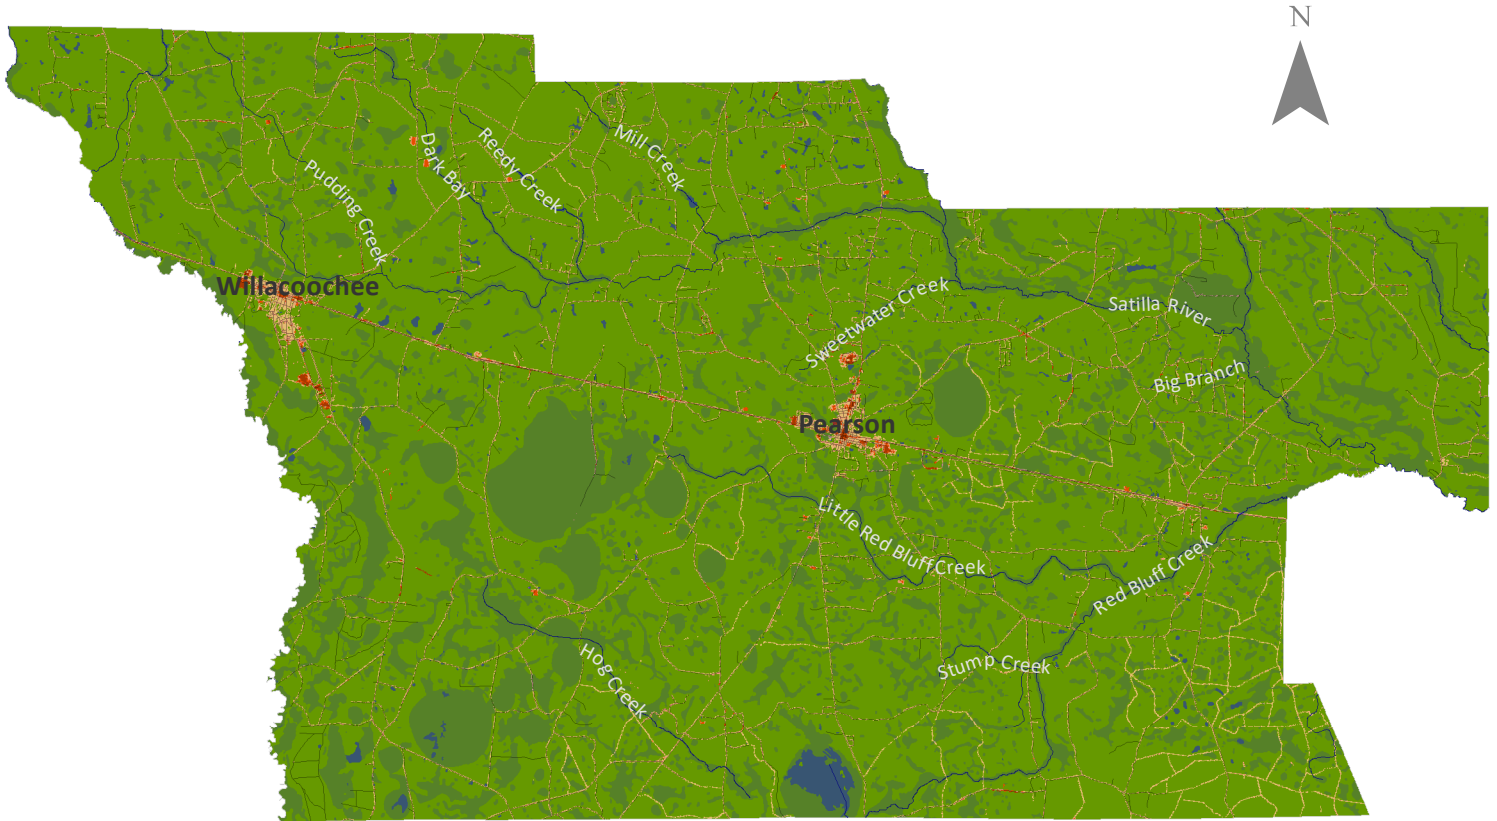 N
Mill Creek
Reedy Creek
Dark Bay
Pudding Creek
Willacoochee
Sweetwater Creek
Satilla River
Big Branch
Pearson
Little Red Bluff Creek
Red Bluff Creek
Stump Creek
Hog Creek